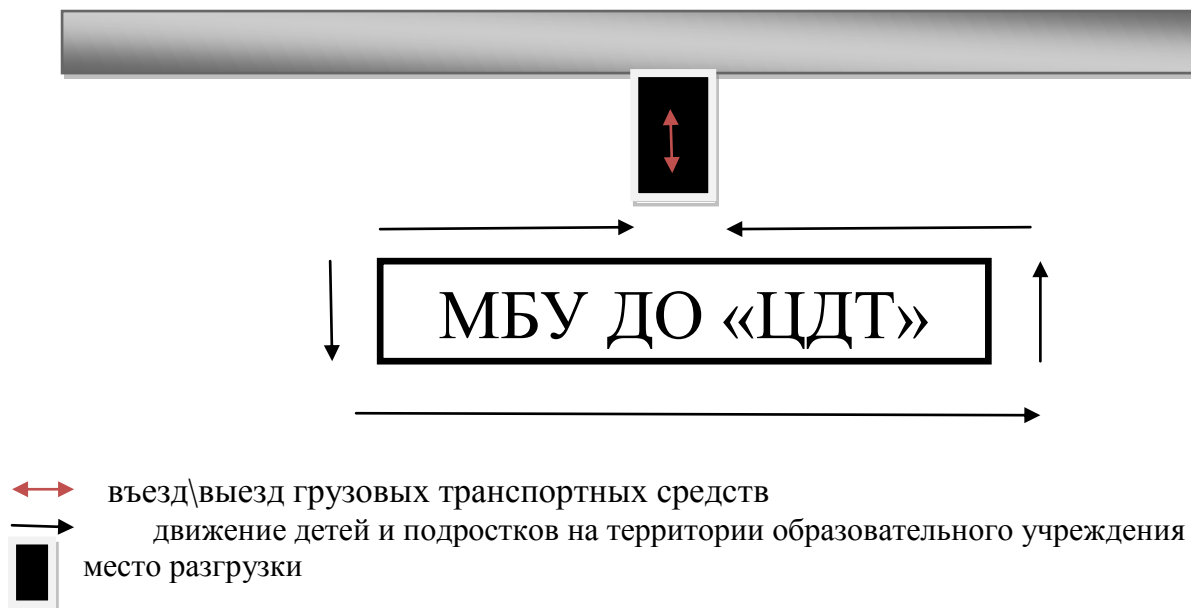 МБУ ДО «ЦДТ»
въезд\выезд грузовых транспортных средств
движение детей и подростков на территории образовательного учреждения
место разгрузки